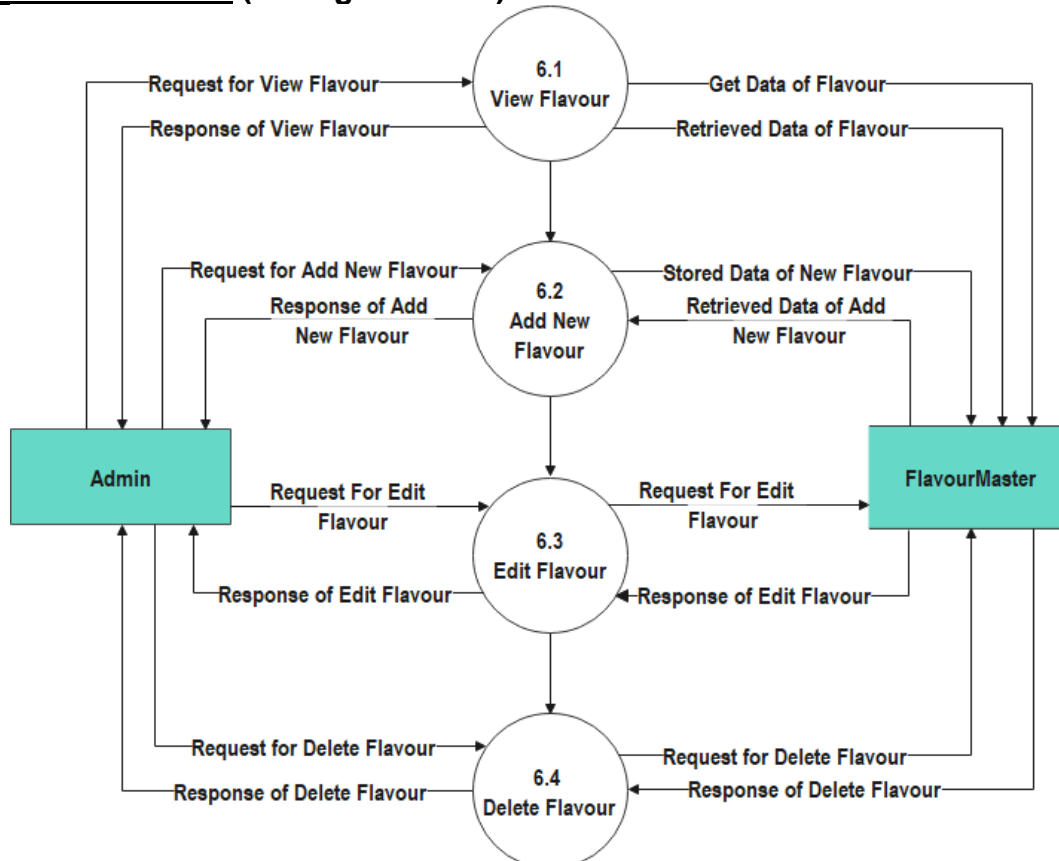 6.1
View Flavour
Request for View Flavour
Get Data of Flavour
Response of View Flavour
Retrieved Data of Flavour
Request for Add New Flavour
Stored Data of New Flavour
6.2
Add New
Flavour
Response of Add
New Flavour
Retrieved Data of Add
New Flavour
Admin
FlavourMaster
Request For Edit
Flavour
Request For Edit
Flavour
6.3
Edit Flavour
Response of Edit Flavour
Response of Edit Flavour
Request for Delete Flavour
Request for Delete Flavour
6.4
Delete Flavour
Response of Delete Flavour
Response of Delete Flavour